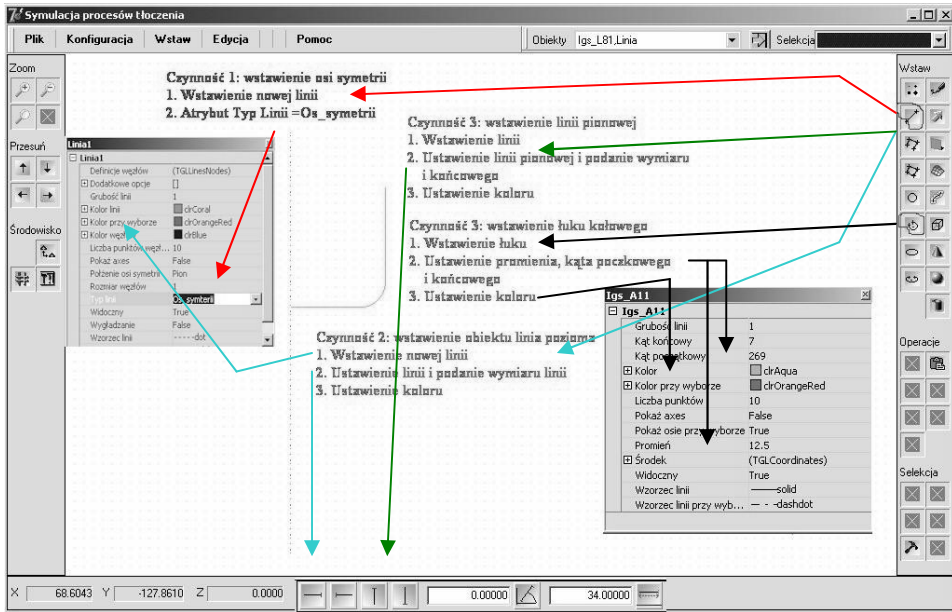 Symulacja procesów tłoczenia
Plik Konfiguracja Wstaw Edycja Pomoc
Obiekty Igs_L81,Linia Selekcja
Zoom
Przesuń
Środowisko
Czynność 1: wstawienie osi symetrii
1. Wstawienie nowej linii
2. Atrybut Typ Linii =Os_symetrii
Linia1
Linia1
Definicje węzłów (TGLLinesNodes)
Dodatkowe opcje []
Grubość linii 1
Kolor linii clrCoral
Kolor przy wyborze clrOrangeRed
Kolor węzłów clrBlue
Liczba punktów węzł... 10
Pokaż axes False
Połżenie osi symetrii Pion
Rozmiar węzłów 1
Typ linii Os_symterii
Widoczny True
Wygładzanie False
Wzorzec linii -----dot
Czynność 3: wstawienie linii pionowej
1. Wstawienie linii
2. Ustawienie linii pionowej i podanie wymiaru
i końcowego
3. Ustawienie koloru
Czynność 3: wstawienie łuku kołowego
1. Wstawienie łuku
2. Ustawienie promienia, kąta poczkowego
i końcowego
3. Ustawienie koloru
Czynność 2: wstawienie obiektu linia pozioma
1. Wstawienie nowej linii
2. Ustawienie linii i podanie wymiaru linii
3. Ustawienie koloru
Igs_A11
Igs_A11
Grubość linii 1
Kąt końcowy 7
Kąt początkowy 269
Kolor clrAqua
Kolor przy wyborze clrOrangeRed
Liczba punktów 10
Pokaż axes False
Pokaż osie przy wyborze True
Promień 12.5
Środek (TGLCoordinates)
Widoczny True
Wzorzec linii solid
Wzorzec linii przy wyb... - - -dashdot
Wstaw
Operacje
Selekcja
X 68.6043 Y -127.8610 Z 0.0000 0.00000 34.00000